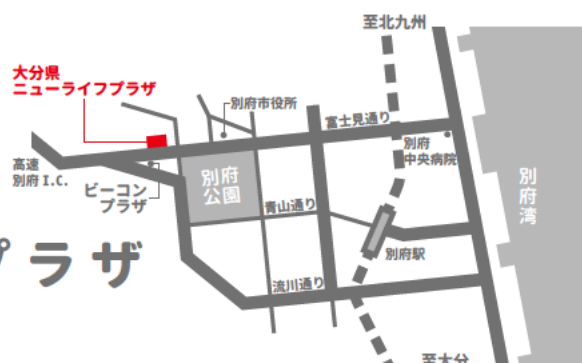 至北九州
大分県
ニューライフプラザ
別府市役所
富士見通り
別府
中央病院
高速
別府 I.C.
ビーコン
プラザ
別府
公園
青山通り
別府湾
別府駅
プラザ
流川通り
至大分